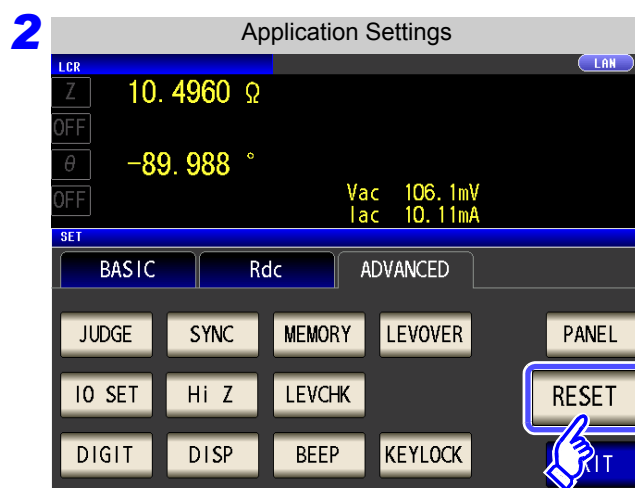 2
Application Settings
LCR LAN
Z 10.4960 Ω
OFF
θ -89.988 °
OFF Vac 106.1mV
Iac 10.11mA
SET
BASIC Rdc ADVANCED
JUDGE SYNC MEMORY LEVOVER PANEL
IO SET Hi Z LEVCHK RESET
DIGIT DISP BEEP KEYLOCK